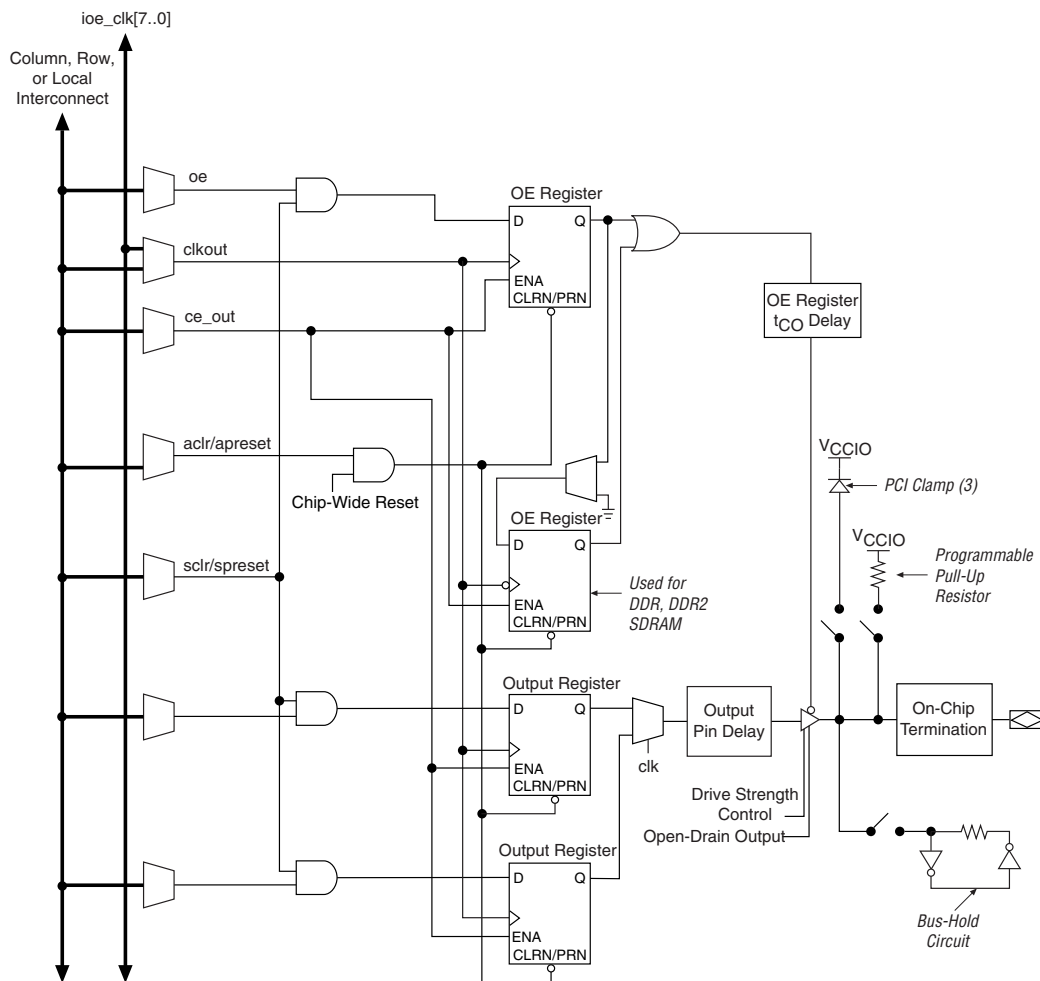 ioe_clk[7..0]
Column, Row,
or Local
Interconnect
oe
OE Register
D
Q
clkout
ENA
CLRN/PRN
ce_out
OE Register
tCO Delay
aclr/apreset
Chip-Wide Reset
VCCIO
PCI Clamp (3)
OE Register
D
Q
VCCIO
Programmable
Pull-Up
Resistor
sclr/spreset
Used for
DDR, DDR2
SDRAM
ENA
CLRN/PRN
Output Register
D
Q
Output
Pin Delay
On-Chip
Termination
clk
ENA
CLRN/PRN
Drive Strength
Control
Open-Drain Output
Output Register
D
Q
ENA
CLRN/PRN
Bus-Hold
Circuit